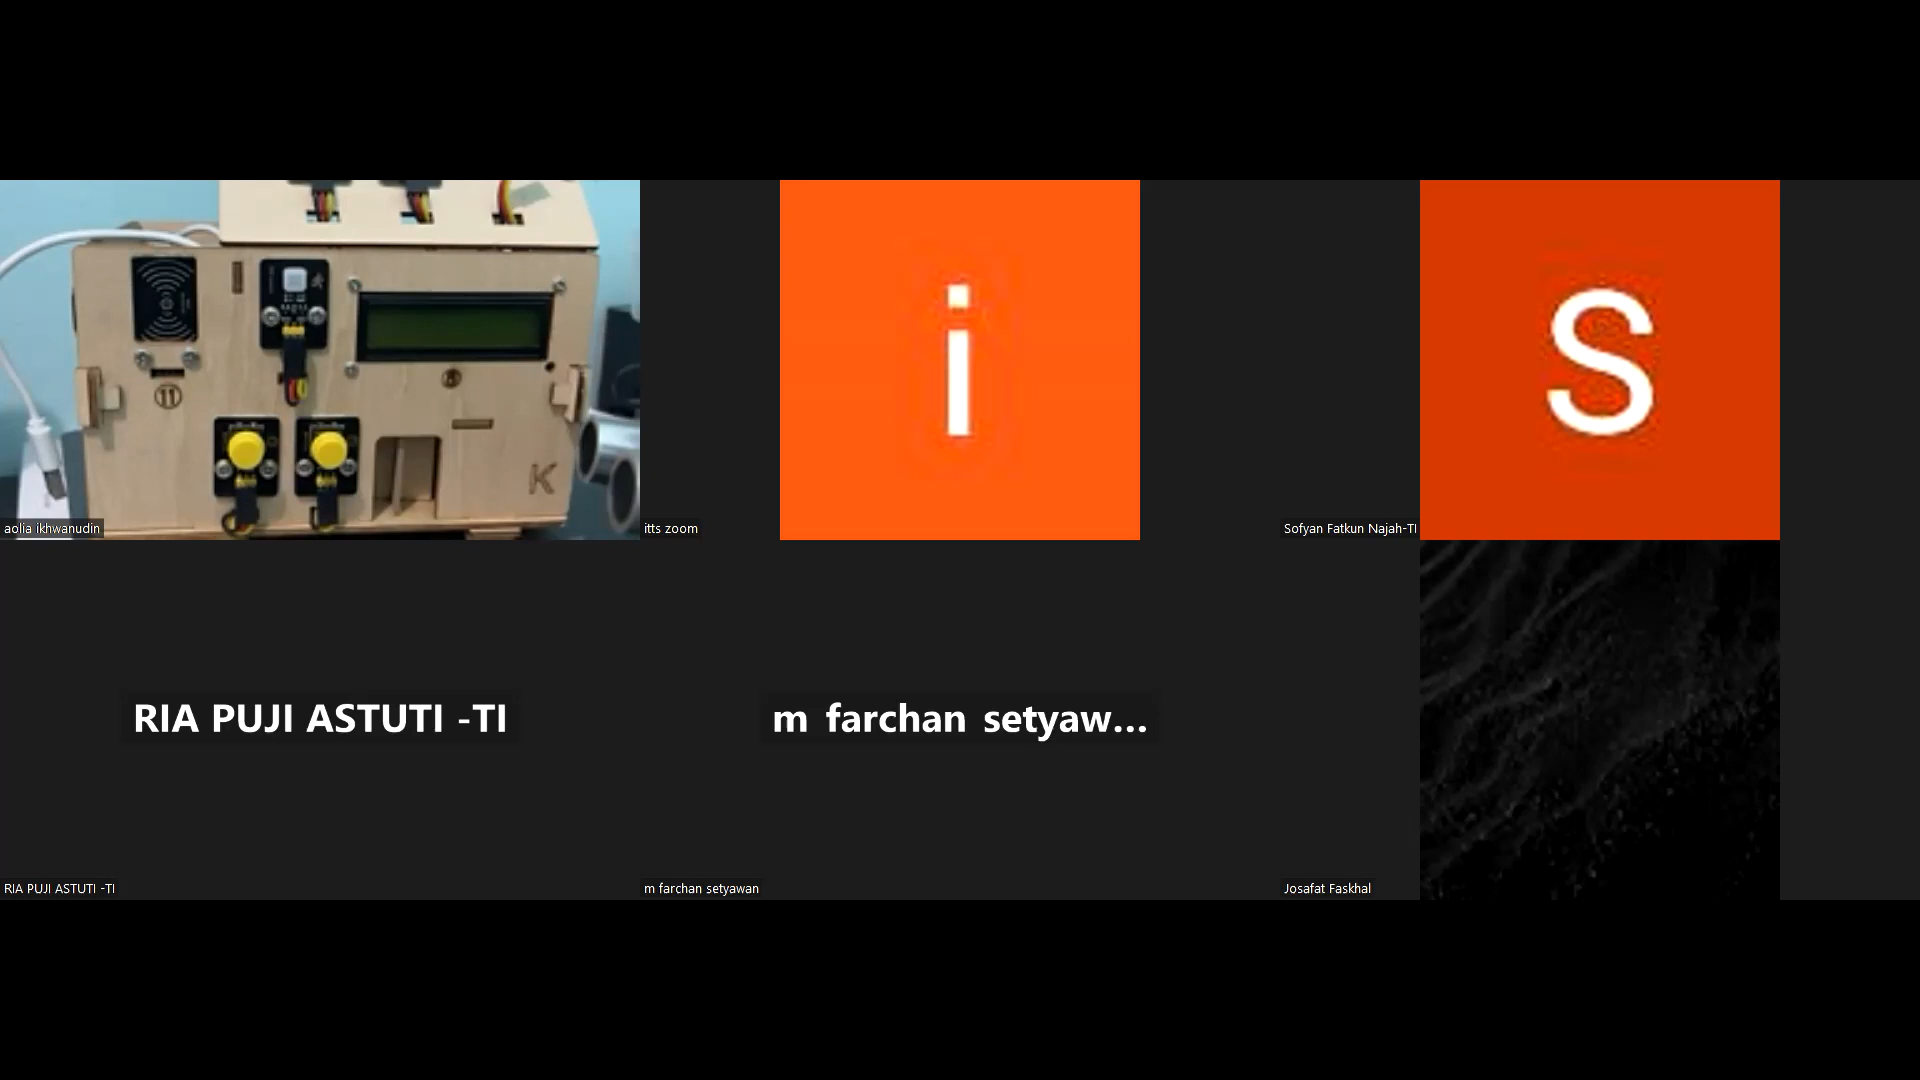 11
K
aolia ikhwanudin
i
itts zoom
S
Sofyan Fatkun Najah-TI
RIA PUJI ASTUTI -TI
RIA PUJI ASTUTI -TI
m farchan setyaw...
m farchan setyawan
Josafat Faskhal